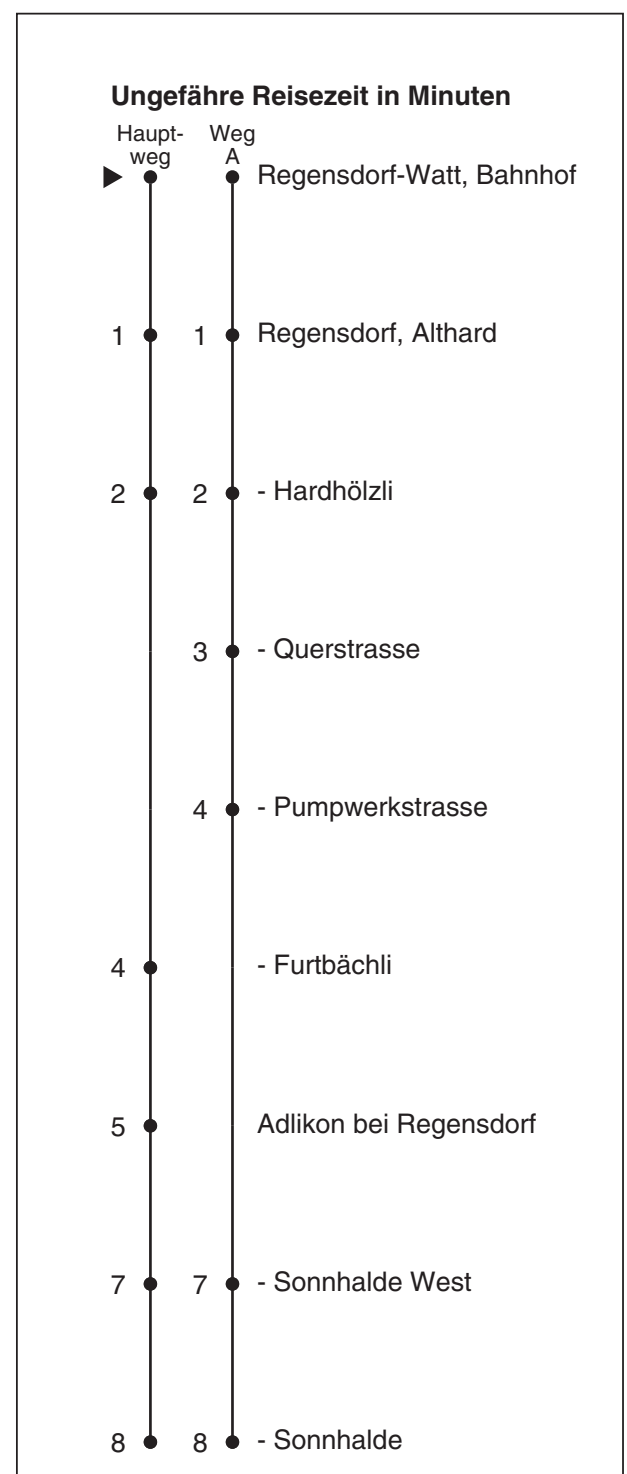 Ungefähre Reisezeit in Minuten
Haupt- Weg
weg A
Regensdorf-Watt, Bahnhof
1 1 Regensdorf, Althard
2 2 - Hardhölzli
3 - Querstrasse
4 - Pumpwerkstrasse
4 - Furtbächli
5 Adlikon bei Regensdorf
7 7 - Sonnhalde West
8 8 - Sonnhalde